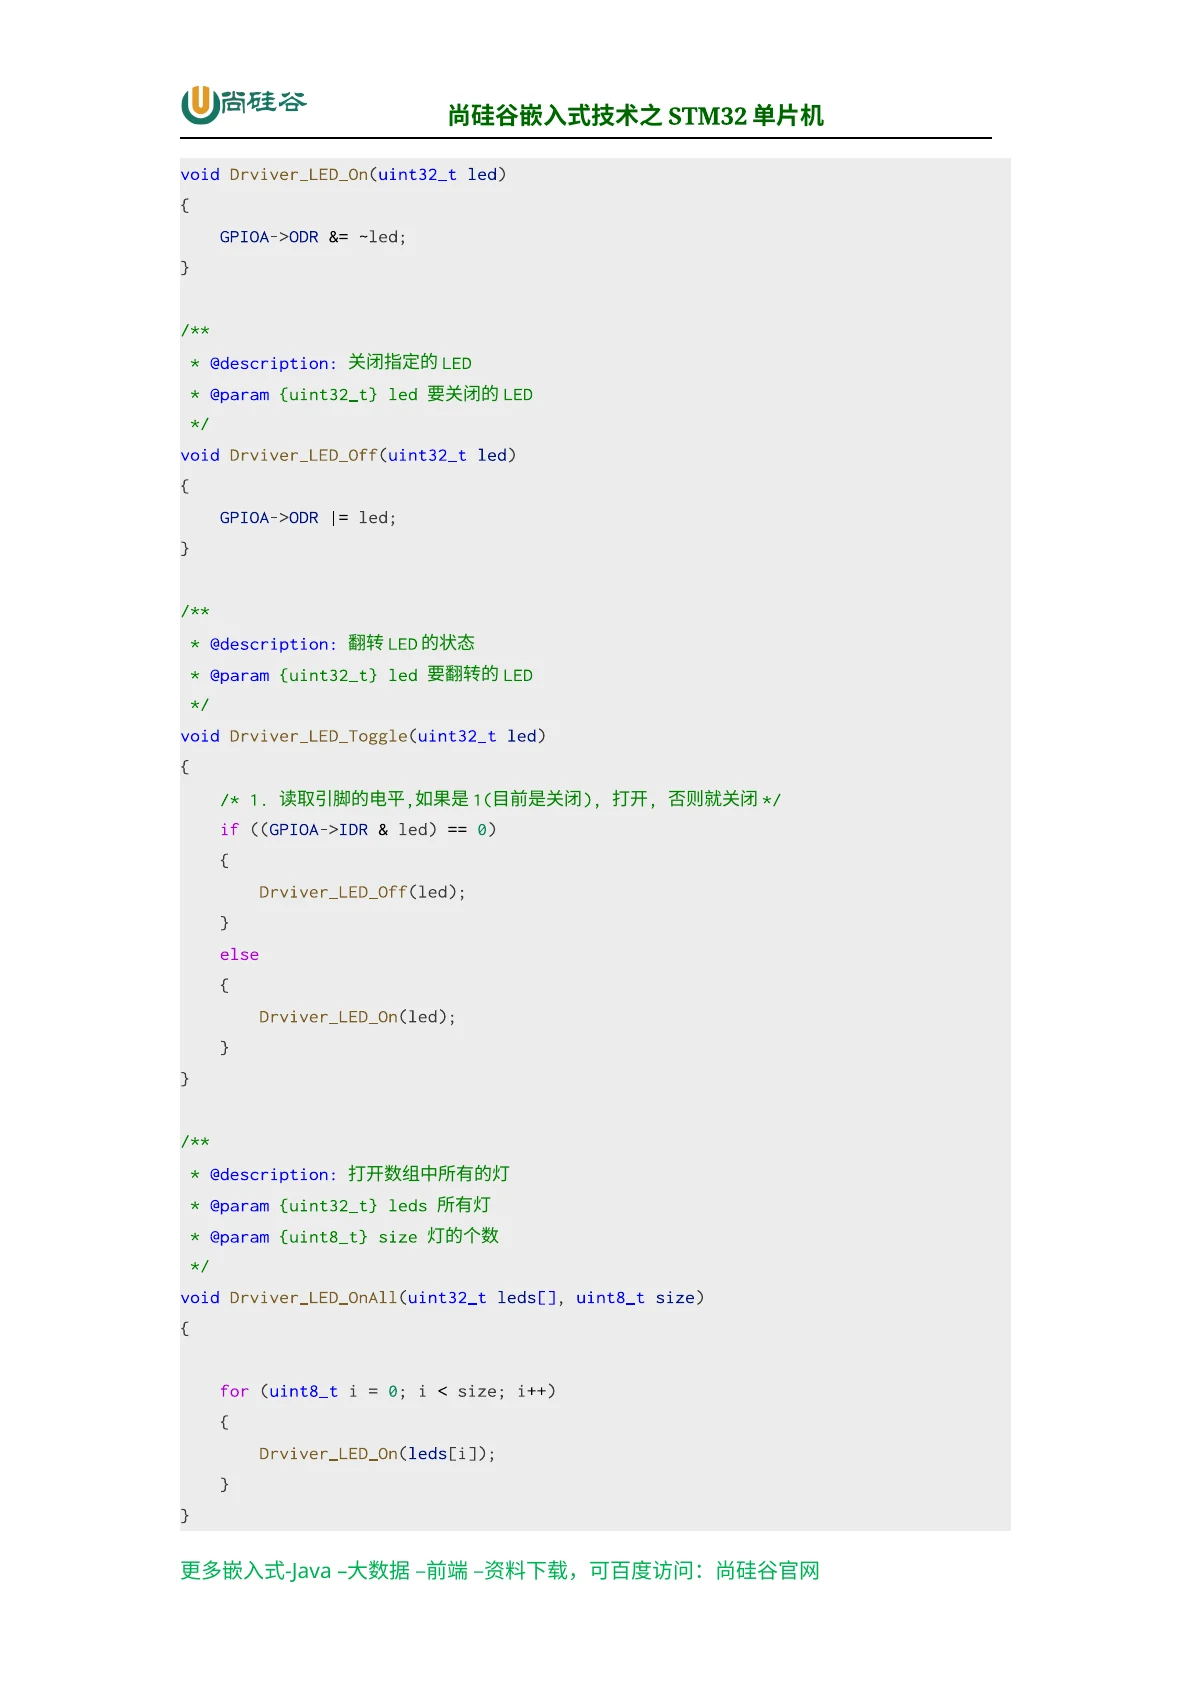 尚硅谷
尚硅谷嵌入式技术之 STM32 单片机
void Drviver_LED_On(uint32_t led)
{
    GPIOA->ODR &= ~led;
}

/**
 * @description: 关闭指定的 LED
 * @param {uint32_t} led 要关闭的 LED
 */
void Drviver_LED_Off(uint32_t led)
{
    GPIOA->ODR |= led;
}

/**
 * @description: 翻转 LED 的状态
 * @param {uint32_t} led 要翻转的 LED
 */
void Drviver_LED_Toggle(uint32_t led)
{
    /* 1. 读取引脚的电平,如果是 1(目前是关闭), 打开, 否则就关闭 */
    if ((GPIOA->IDR & led) == 0)
    {
        Drviver_LED_Off(led);
    }
    else
    {
        Drviver_LED_On(led);
    }
}

/**
 * @description: 打开数组中所有的灯
 * @param {uint32_t} leds 所有灯
 * @param {uint8_t} size 灯的个数
 */
void Drviver_LED_OnAll(uint32_t leds[], uint8_t size)
{

    for (uint8_t i = 0; i < size; i++)
    {
        Drviver_LED_On(leds[i]);
    }
}
更多嵌入式-Java –大数据 –前端 –资料下载，可百度访问：尚硅谷官网